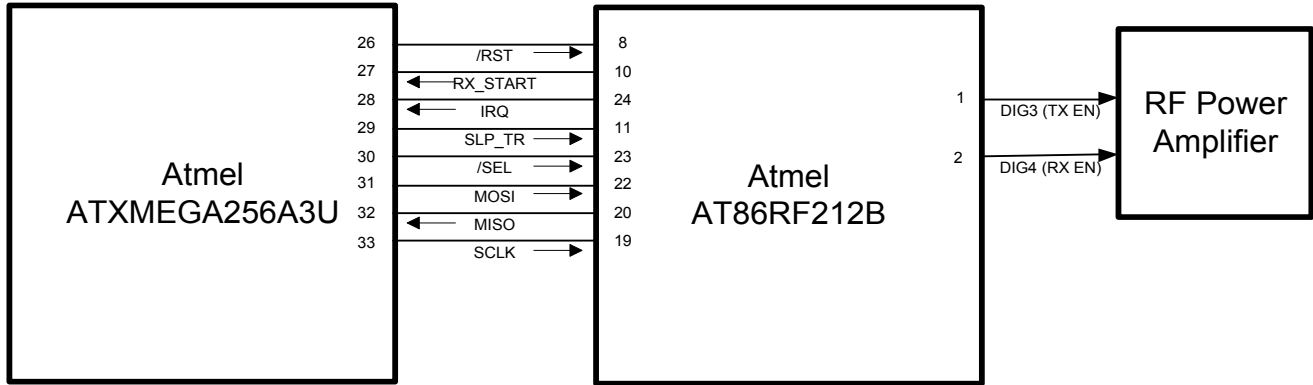 Atmel
ATXMEGA256A3U
26
/RST
8
27
RX_START
10
28
IRQ
24
29
SLP_TR
11
30
/SEL
23
31
MOSI
22
32
MISO
20
33
SCLK
19
Atmel
AT86RF212B
1
DIG3 (TX EN)
2
DIG4 (RX EN)
RF Power
Amplifier